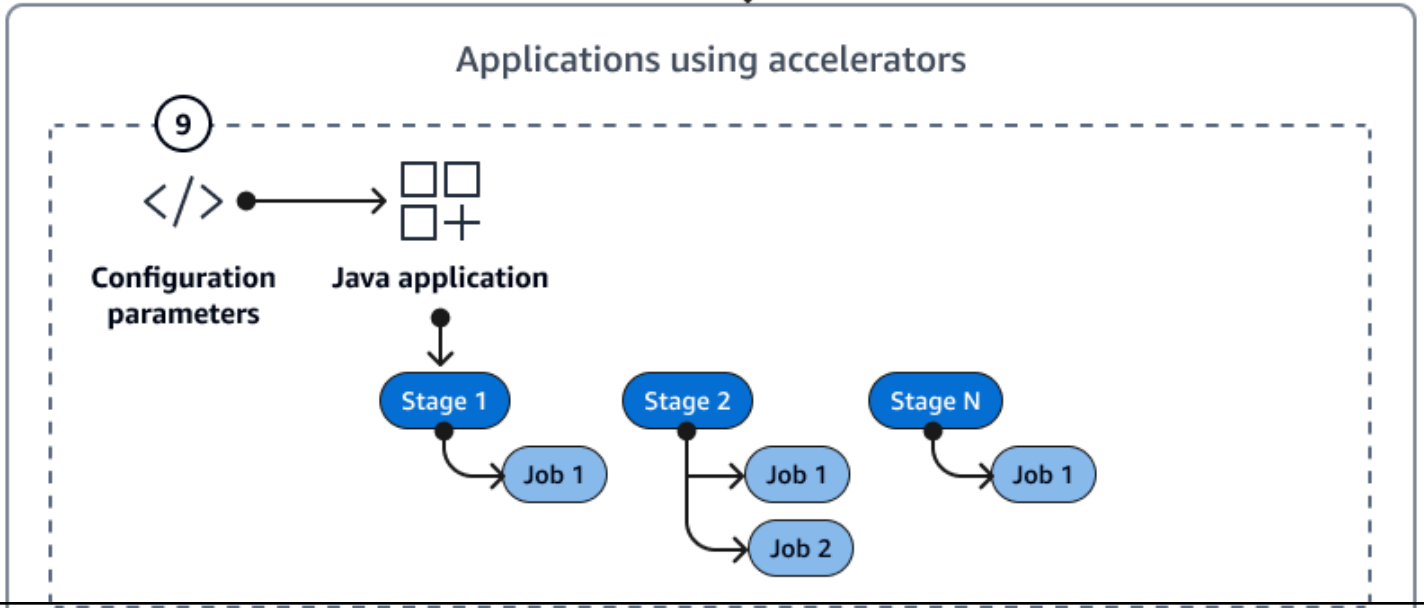 Applications using accelerators
9
</>
Configuration
parameters
Java application
Stage 1
Stage 2
Stage N
Job 1
Job 1
Job 1
Job 2